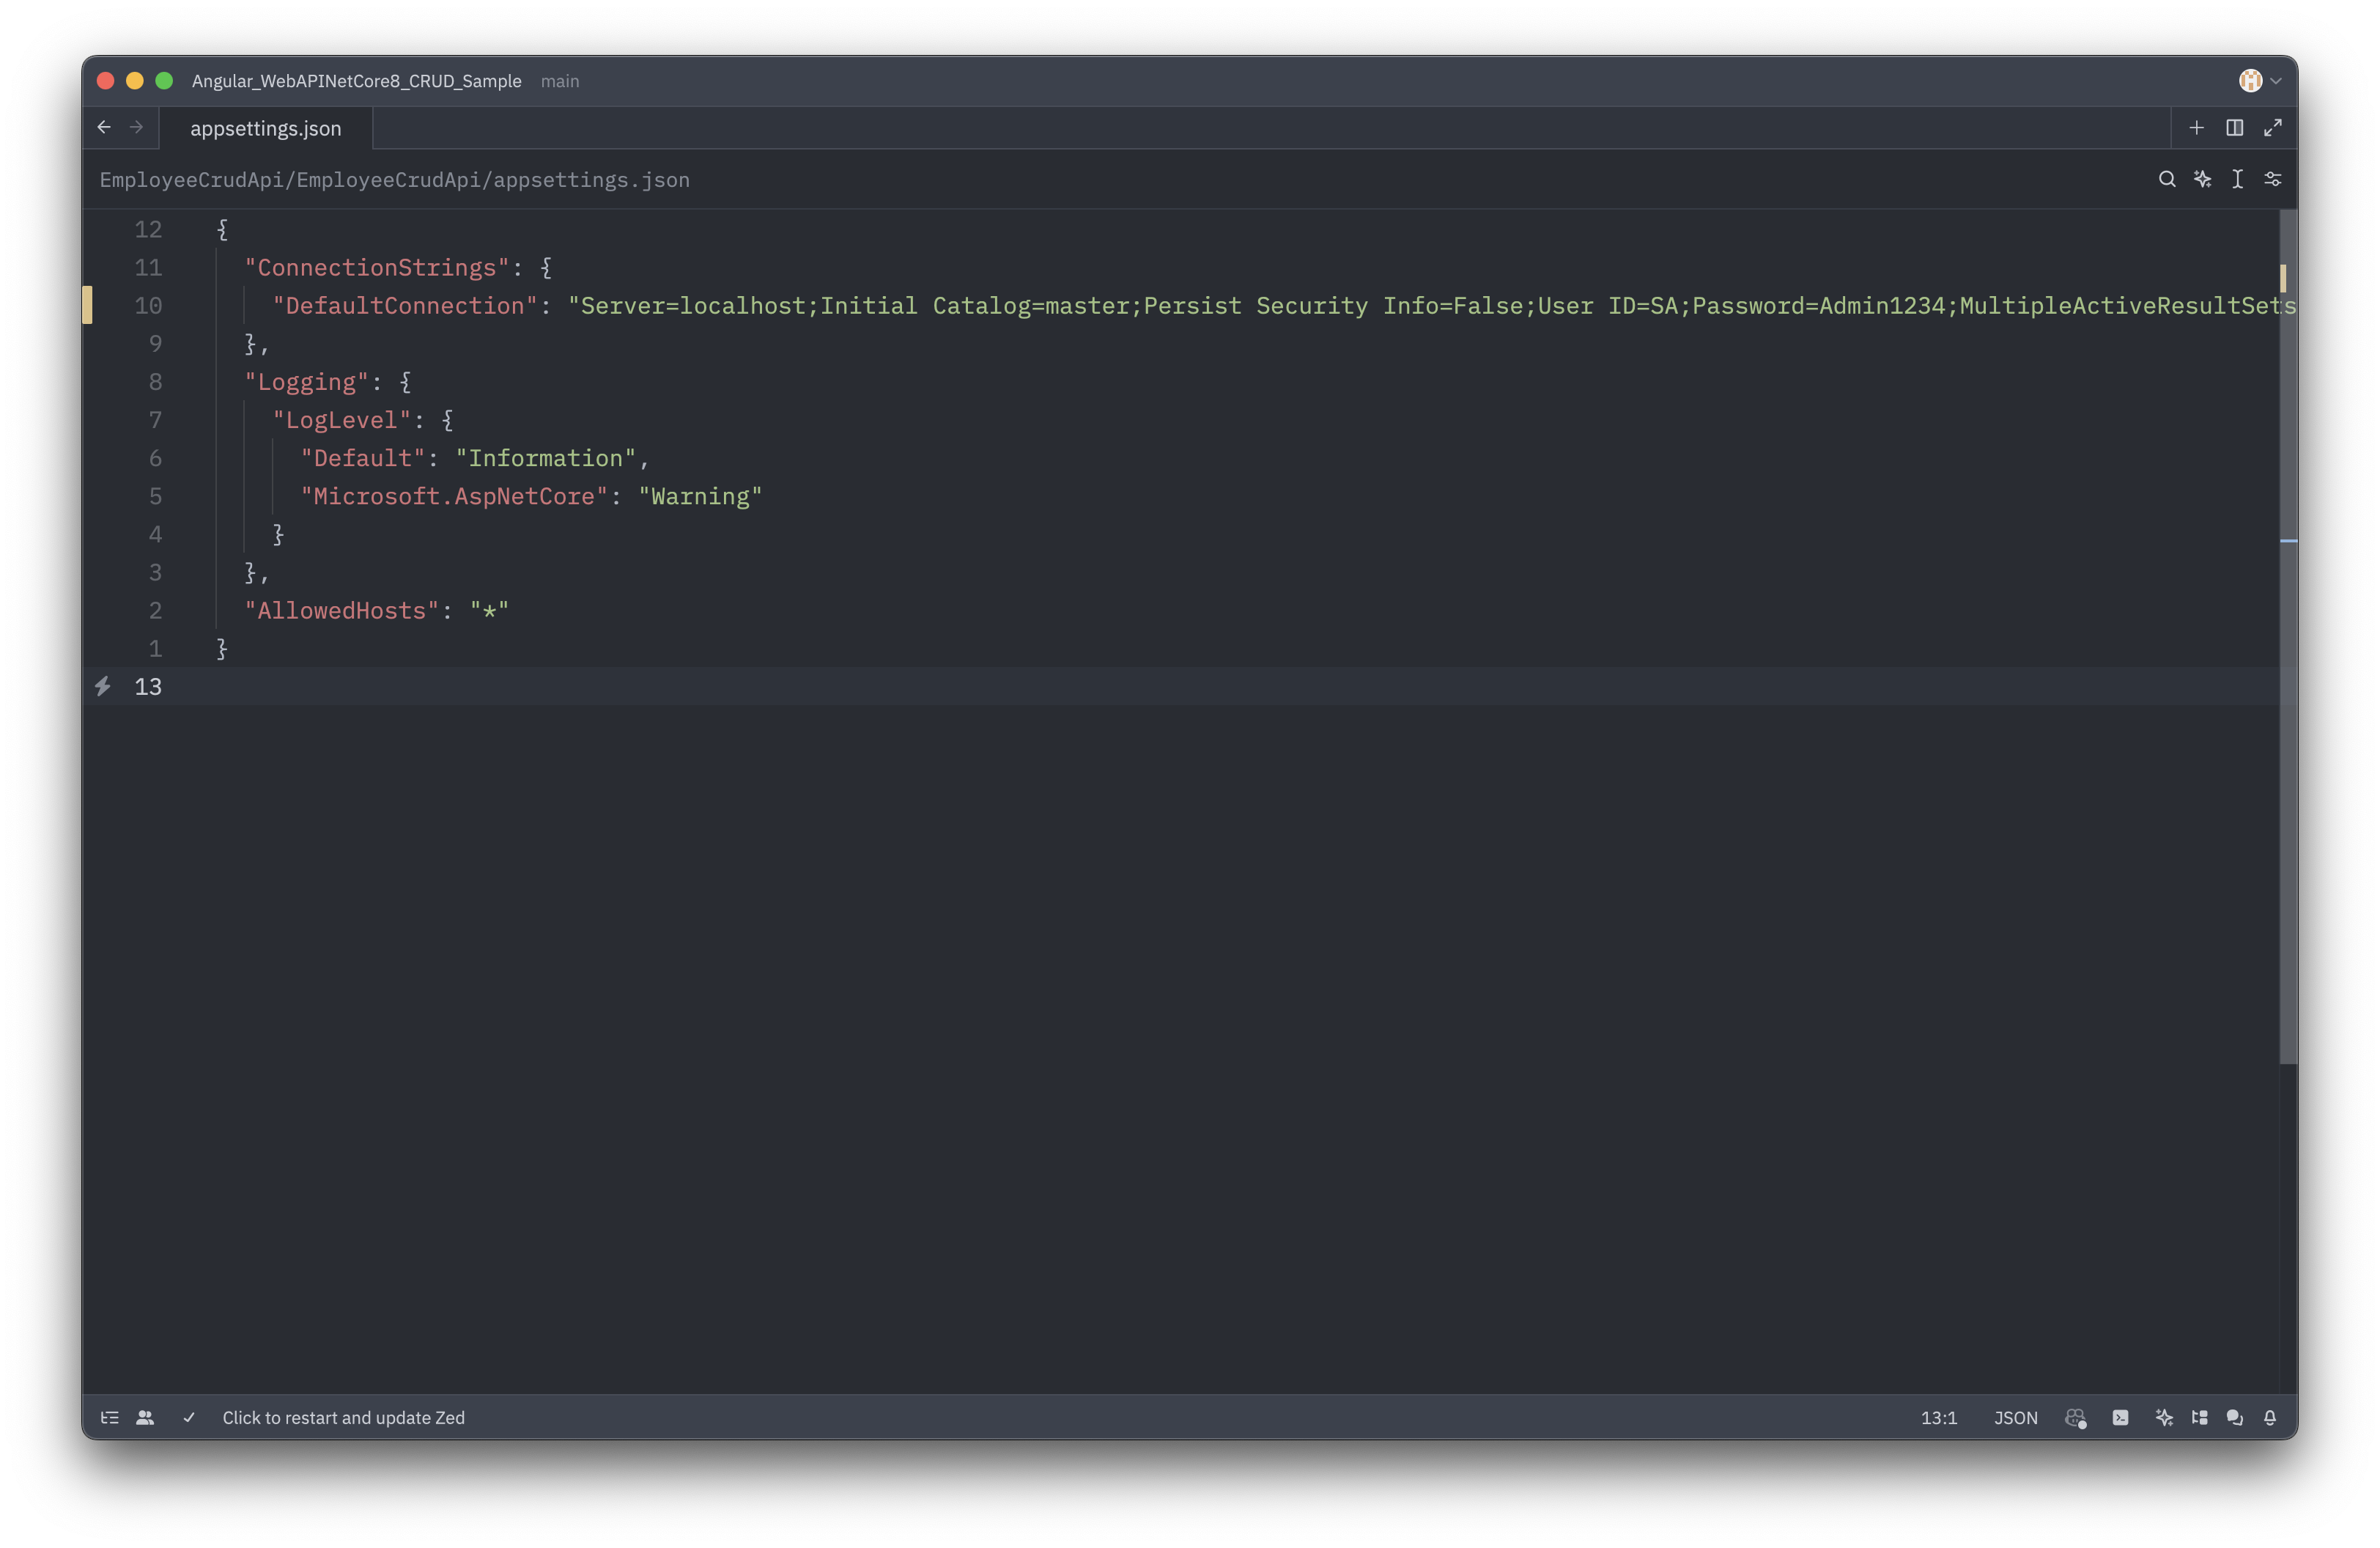 Angular_WebAPINetCore8_CRUD_Sample main
appsettings.json
EmployeeCrudApi/EmployeeCrudApi/appsettings.json
12 {
11 "ConnectionStrings": {
10 "DefaultConnection": "Server=localhost;Initial Catalog=master;Persist Security Info=False;User ID=SA;Password=Admin1234;MultipleActiveResultSets
9 },
8 "Logging": {
7 "LogLevel": {
6 "Default": "Information",
5 "Microsoft.AspNetCore": "Warning"
4 }
3 },
2 "AllowedHosts": "*"
1 }
13
Click to restart and update Zed 13:1 JSON